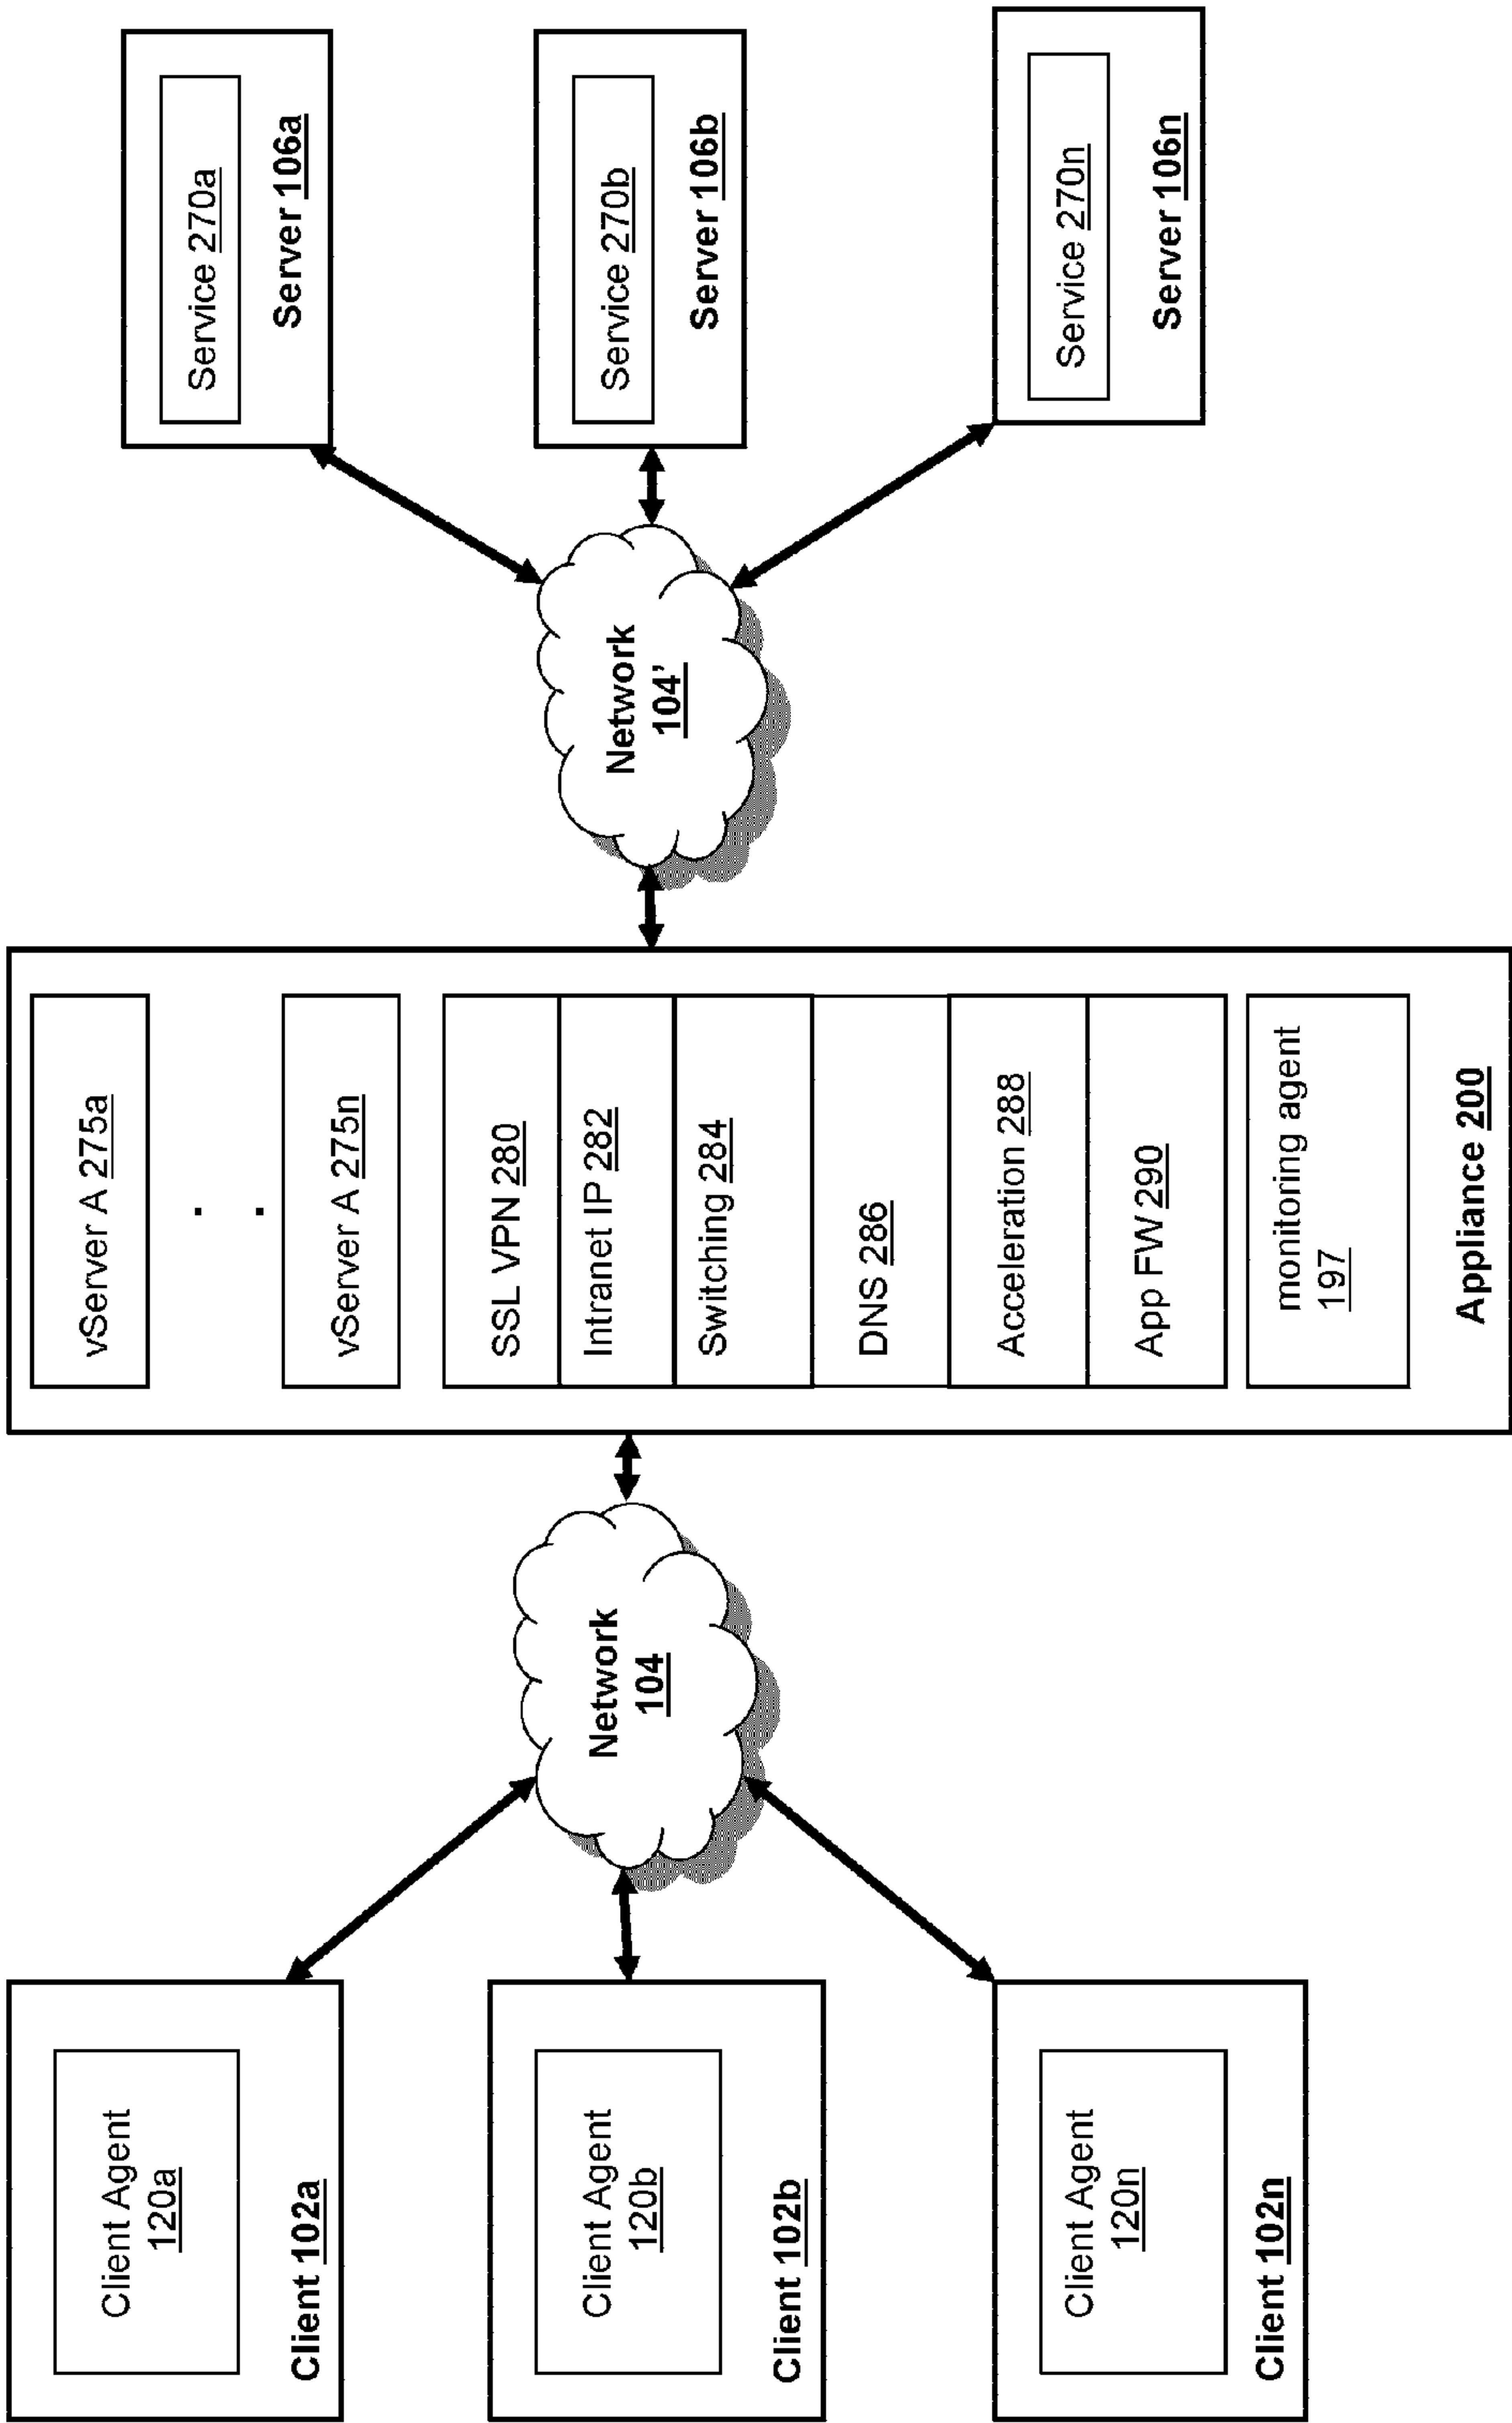 Client Agent
120a
Client 102a
Client Agent
120b
Client 102b
Client Agent
120n
Client 102n
Network
104
vServer A 275a
.
.
vServer A 275n
SSL VPN 280
Intranet IP 282
Switching 284
DNS 286
Acceleration 288
App FW 290
monitoring agent
197
Appliance 200
Network
104’
Service 270a
Server 106a
Service 270b
Server 106b
Service 270n
Server 106n